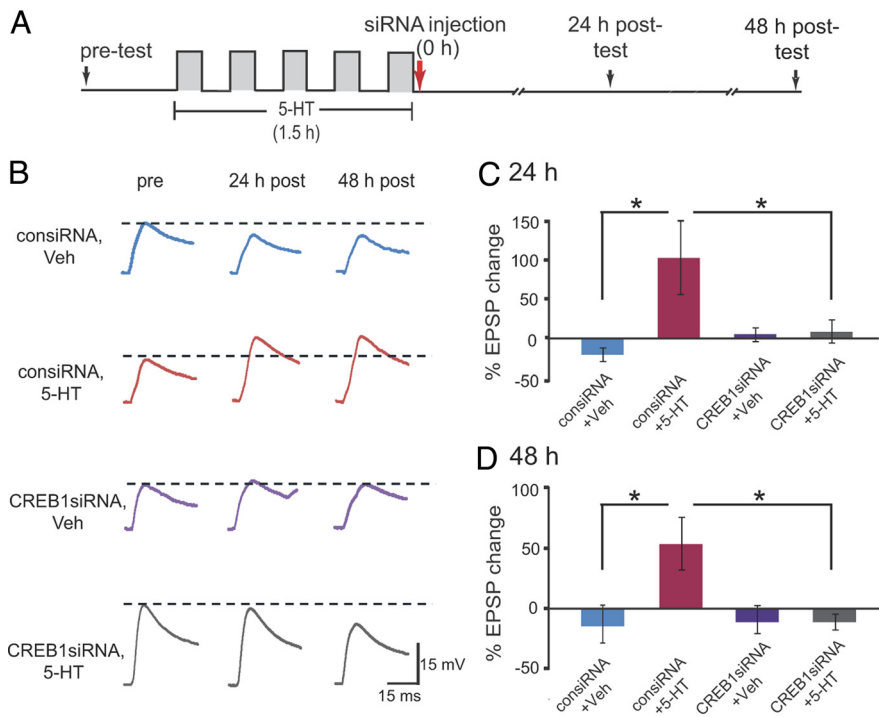 A
pre-test
siRNA injection
(0 h)
24 h post-
test
48 h post-
test
5-HT
(1.5 h)
B
pre
24 h post
48 h post
consiRNA,
Veh
consiRNA,
5-HT
CREB1siRNA,
Veh
CREB1siRNA,
5-HT
15 mV
15 ms
C 24 h
% EPSP change
150
100
50
0
-50
*
*
consiRNA
+Veh
consiRNA
+5-HT
CREB1siRNA
+Veh
CREB1siRNA
+5-HT
D 48 h
% EPSP change
100
50
0
-50
*
*
consiRNA
+Veh
consiRNA
+5-HT
CREB1siRNA
+Veh
CREB1siRNA
+5-HT